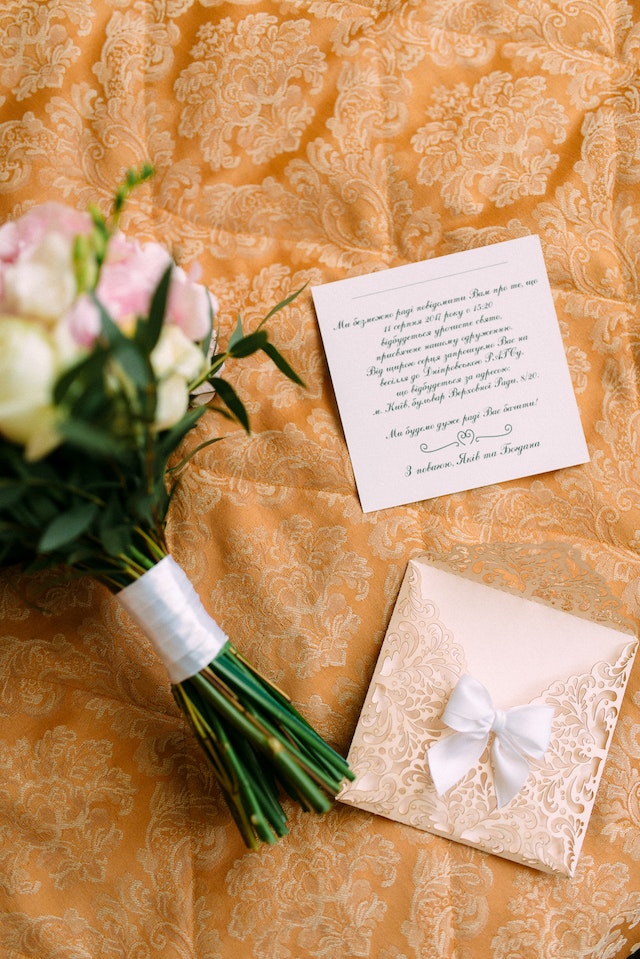 Ми безмежно раді повідомити Вам про те, що
11 серпня 2017 року о 15:20
відбудеться урочисте свято,
присвячене нашому одруженню.
Від щирого серця запрошуємо Вас на
весілля до Дніпровського РАГСу,
що відбудеться за адресою:
м. Київ, бульвар Верховної Ради, 8/20.
Ми будемо дуже раді Вас бачити!
З повагою, Яків та Богдана